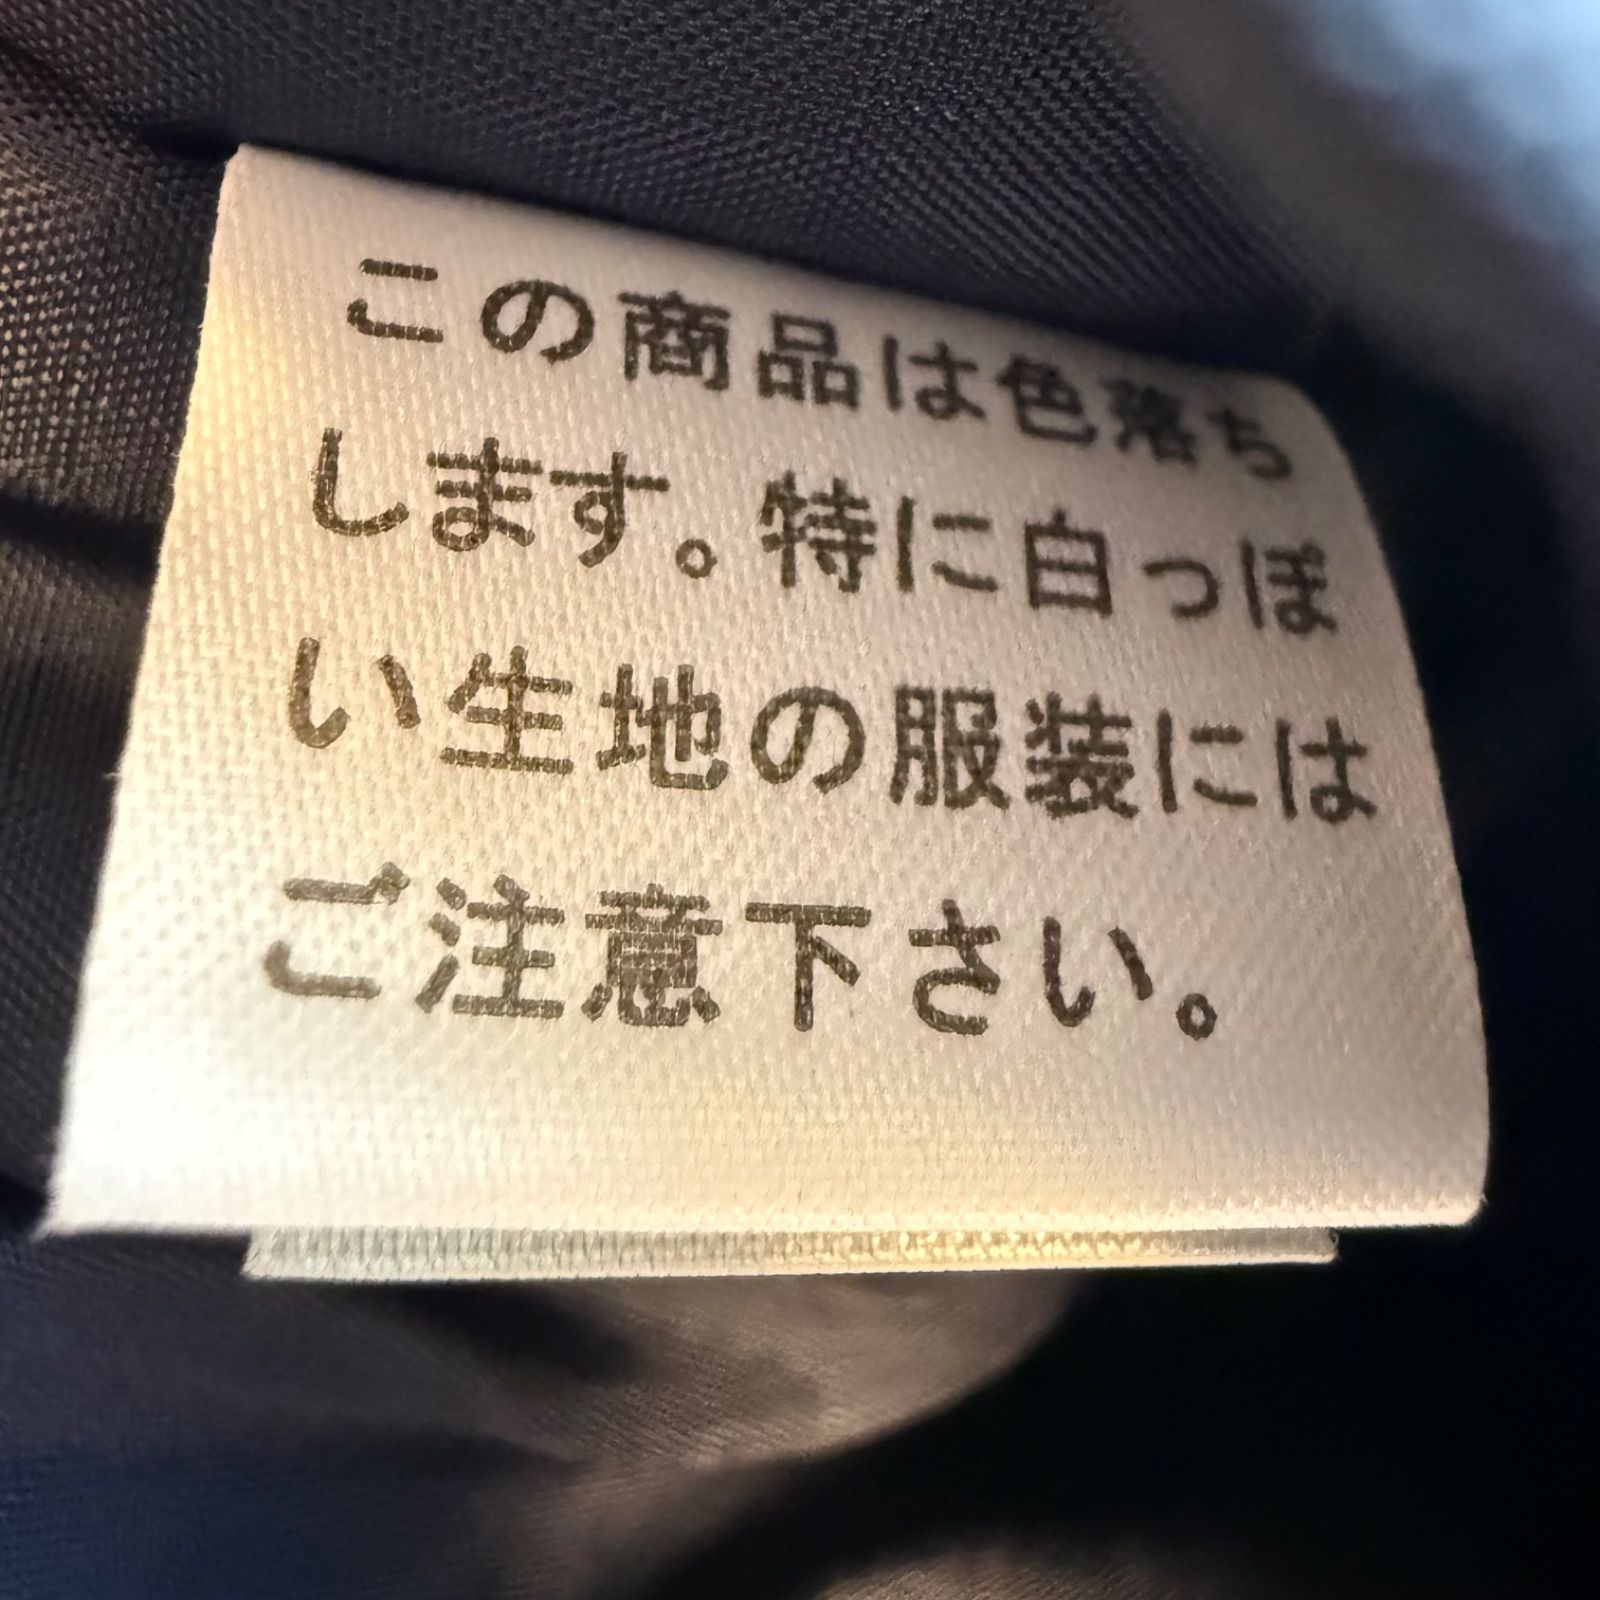 この商品は色落ち
します。特に白っぽ
い生地の服装には
ご注意下さい。